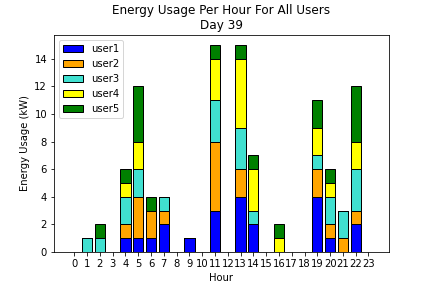 Energy Usage Per Hour For All Users
Day 39
user1
user2
user3
user4
user5
Energy Usage (kW)
14
12
10
8
6
4
2
0
0 1 2 3 4 5 6 7 8 9 10 11 12 13 14 15 16 17 18 19 20 21 22 23
Hour